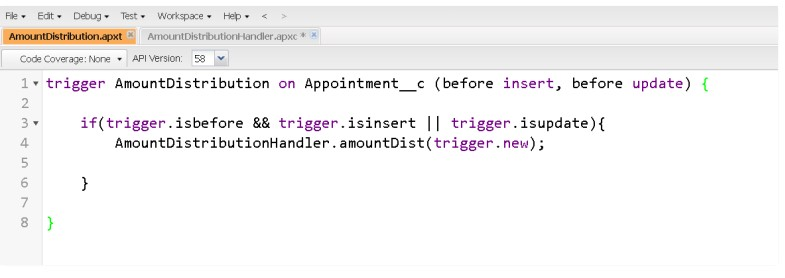 File Edit Debug Test Workspace Help < >
AmountDistribution.apxt AmountDistributionHandler.apxc *
Code Coverage: None API Version: 58
1 trigger AmountDistribution on Appointment__c (before insert, before update) {
2
3 if(trigger.isbefore && trigger.isinsert || trigger.isupdate){
4 AmountDistributionHandler.amountDist(trigger.new);
5
6 }
7
8 }